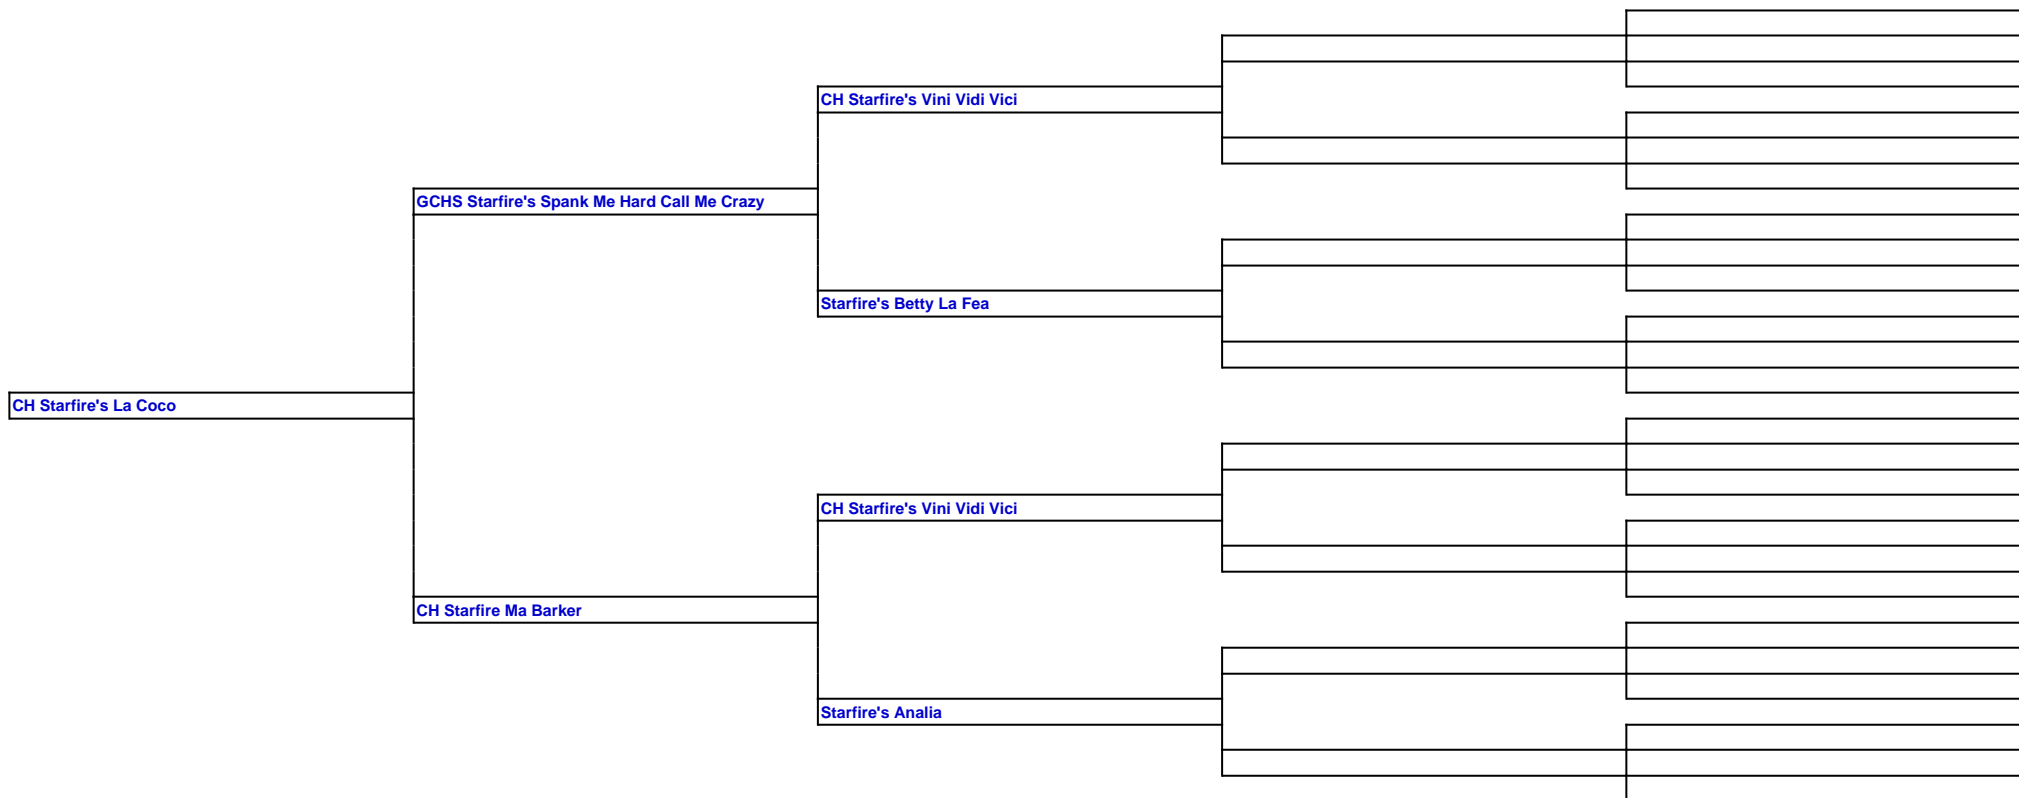 CH Starfire's Vini Vidi Vici
GCHS Starfire's Spank Me Hard Call Me Crazy
Starfire's Betty La Fea
CH Starfire's La Coco
CH Starfire's Vini Vidi Vici
CH Starfire Ma Barker
Starfire's Analia